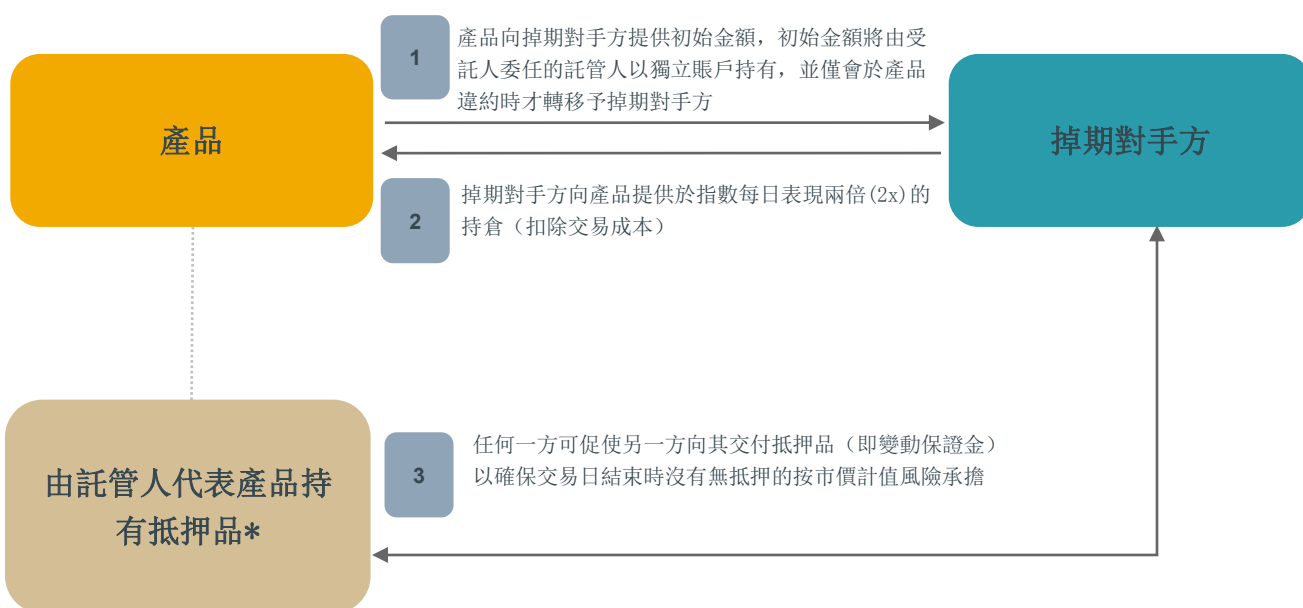 1
產品向掉期對手方提供初始金額，初始金額將由受
託人委任的託管人以獨立賬戶持有，並僅會於產品
違約時才轉移予掉期對手方
產品
掉期對手方
2
掉期對手方向產品提供於指數每日表現兩倍(2x)的
持倉（扣除交易成本）
由託管人代表產品持
有抵押品*
3
任何一方可促使另一方向其交付抵押品（即變動保證金）
以確保交易日結束時沒有無抵押的按市價計值風險承擔